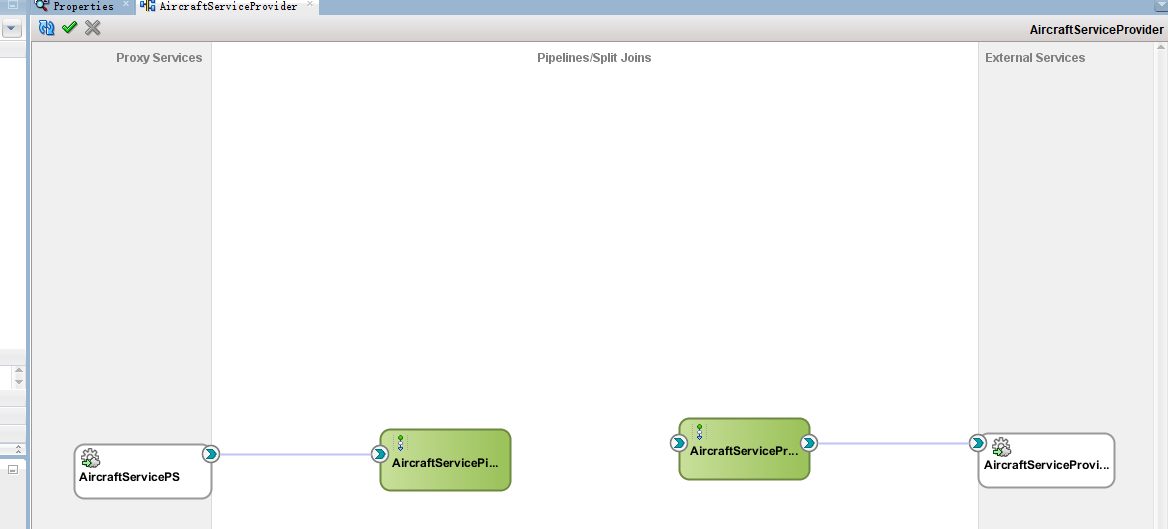 Properties
AircraftServiceProvider
AircraftServiceProvider
Proxy Services
Pipelines/Split Joins
External Services
AircraftServicePS
AircraftServicePi...
AircraftServicePr...
AircraftServiceProvi...